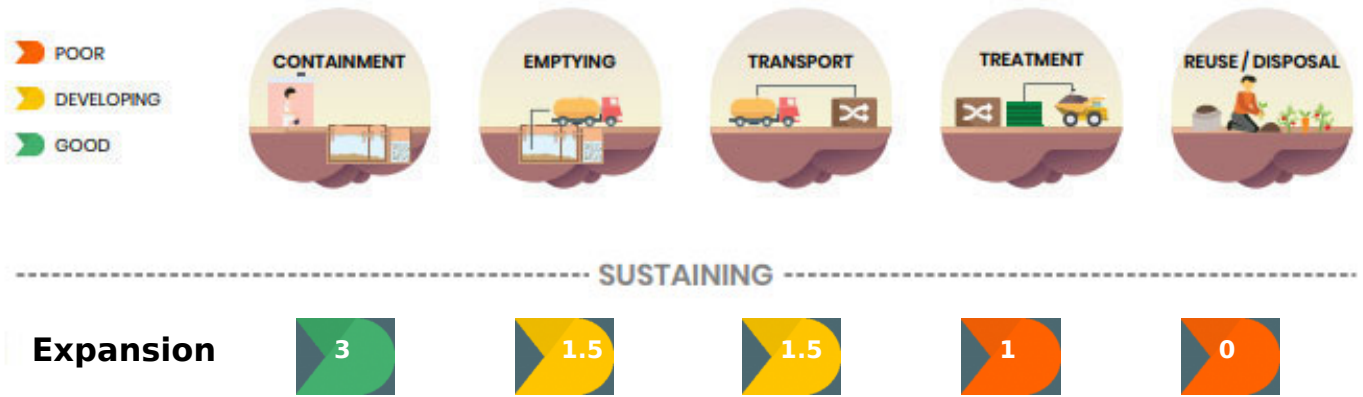 POOR
DEVELOPING
GOOD
CONTAINMENT
EMPTYING
TRANSPORT
TREATMENT
REUSE / DISPOSAL
SUSTAINING
Expansion
3
1.5
1.5
1
0